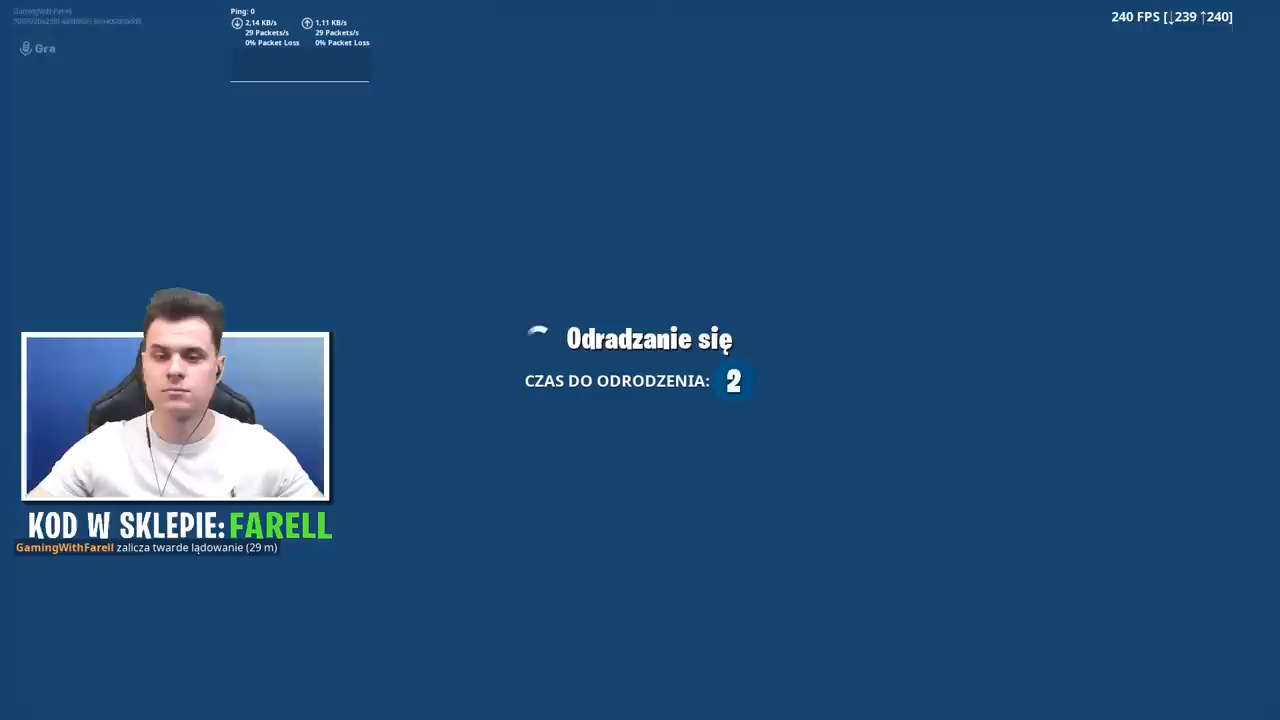 GamingWithFarell
Gra
Ping: 0
2,14 KB/s
1,11 KB/s
29 Packets/s
29 Packets/s
0% Packet Loss
0% Packet Loss
240 FPS [↓239 ↑240]
Odradzanie się
CZAS DO ODRODZENIA: 2
KOD W SKLEPIE: FARELL
GamingWithFarell zalicza twarde lądowanie (29 m)